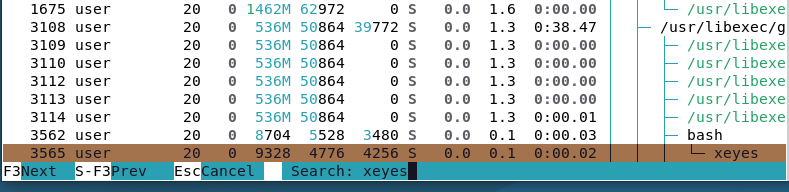 1675 user 20 0 1462M 62972 0 S 0.0 1.6 0:00.00 /usr/libexe
3108 user 20 0 536M 50864 39772 S 0.0 1.3 0:38.47 /usr/libexec/g
3109 user 20 0 536M 50864 0 S 0.0 1.3 0:00.00 /usr/libexe
3110 user 20 0 536M 50864 0 S 0.0 1.3 0:00.00 /usr/libexe
3112 user 20 0 536M 50864 0 S 0.0 1.3 0:00.00 /usr/libexe
3113 user 20 0 536M 50864 0 S 0.0 1.3 0:00.00 /usr/libexe
3114 user 20 0 536M 50864 0 S 0.0 1.3 0:00.01 /usr/libexe
3562 user 20 0 8704 5528 3480 S 0.0 0.1 0:00.03 bash
3565 user 20 0 9328 4776 4256 S 0.0 0.1 0:00.02 xeyes
F3Next S-F3Prev EscCancel Search: xeyes